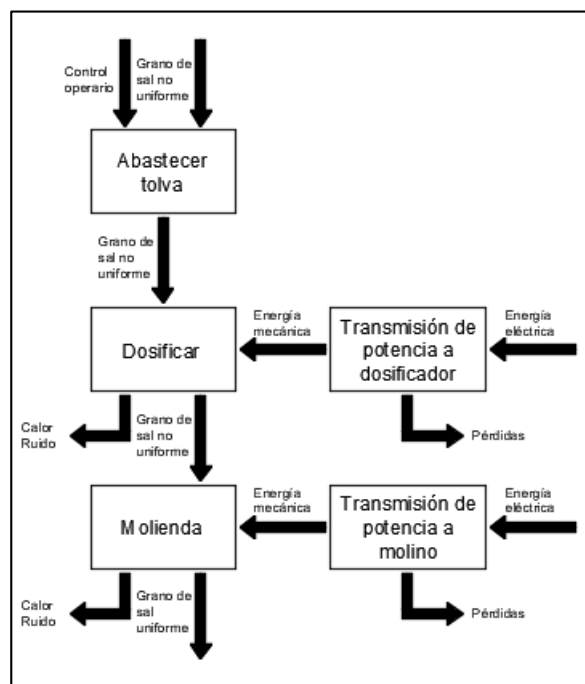 Control
operario
Grano de
sal no
uniforme
Abastecer
tolva
Grano de
sal no
uniforme
Dosificar
Energía
mecánica
Transmisión de
potencia a
dosificador
Energía
eléctrica
Calor
Ruido
Grano de
sal no
uniforme
Pérdidas
Molienda
Energía
mecánica
Transmisión de
potencia a
molino
Energía
eléctrica
Calor
Ruido
Grano de
sal
uniforme
Pérdidas